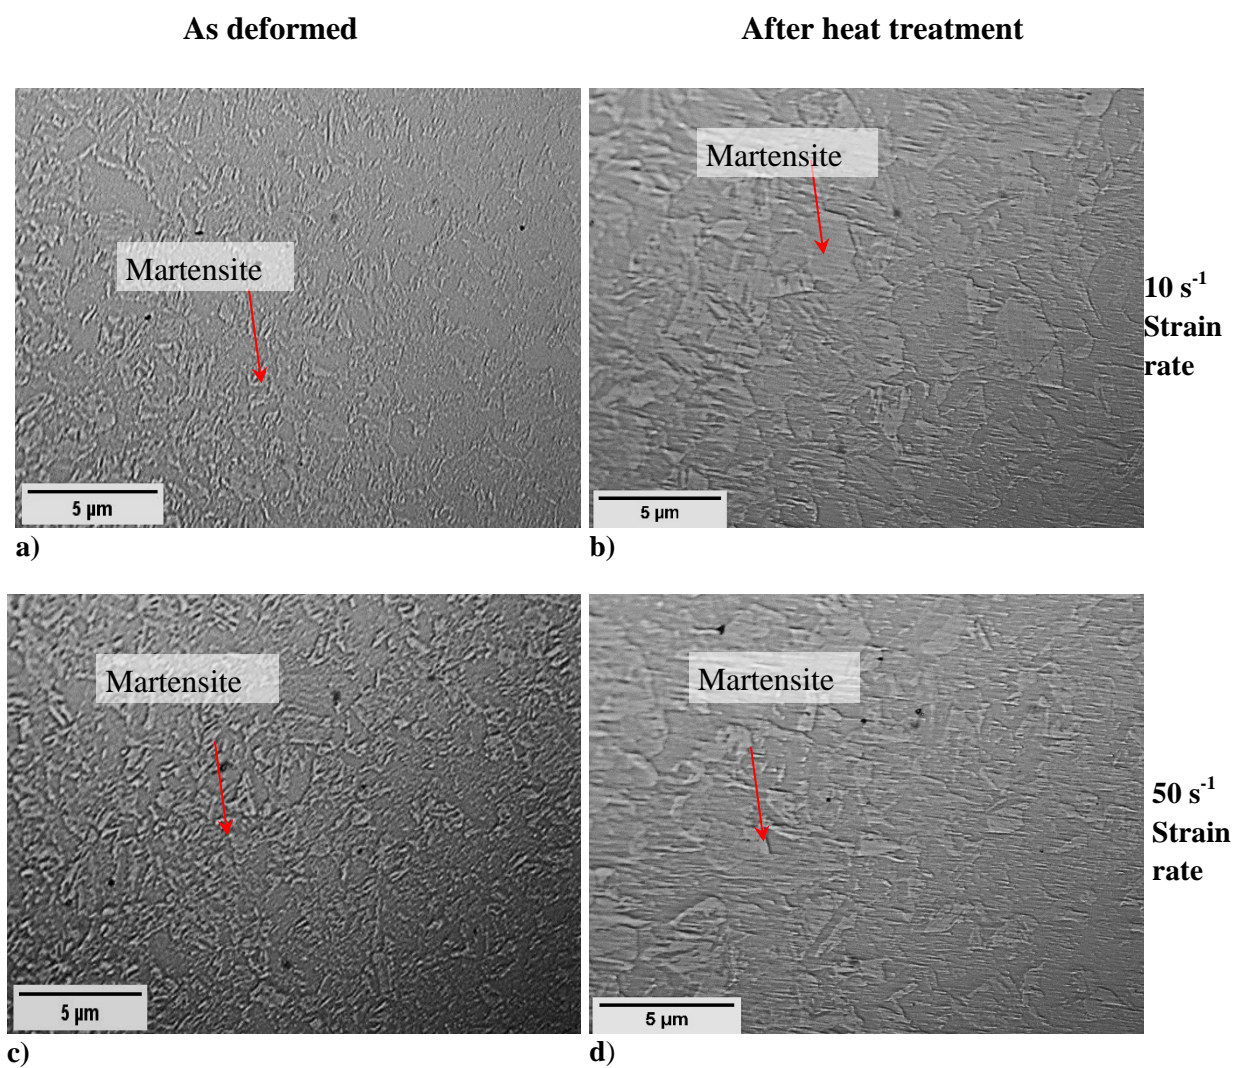 As deformed
After heat treatment
Martensite
Martensite
10 s⁻¹
Strain
rate
5 µm
5 µm
a)
b)
Martensite
Martensite
50 s⁻¹
Strain
rate
5 µm
5 µm
c)
d)